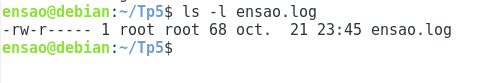 ensao@debian:~/Tp5$ ls -l ensao.log
-rw-r----- 1 root root 68 oct.  21 23:45 ensao.log
ensao@debian:~/Tp5$